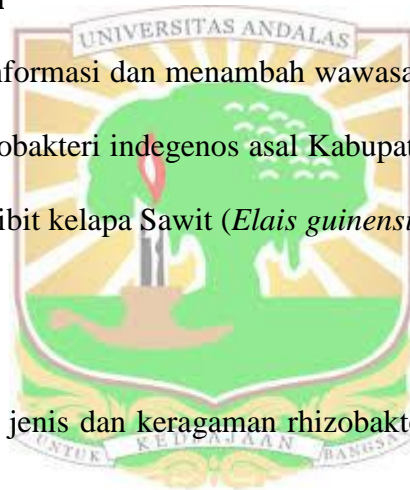 UNIVERSITAS ANDALAS
nformasi dan menambah wawasa
obakteri indegenos asal Kabupat
ibit kelapa Sawit (Elais guinensi
jenis dan keragaman rhizobakt
UNTUK KEDJAJAAN BANGSA